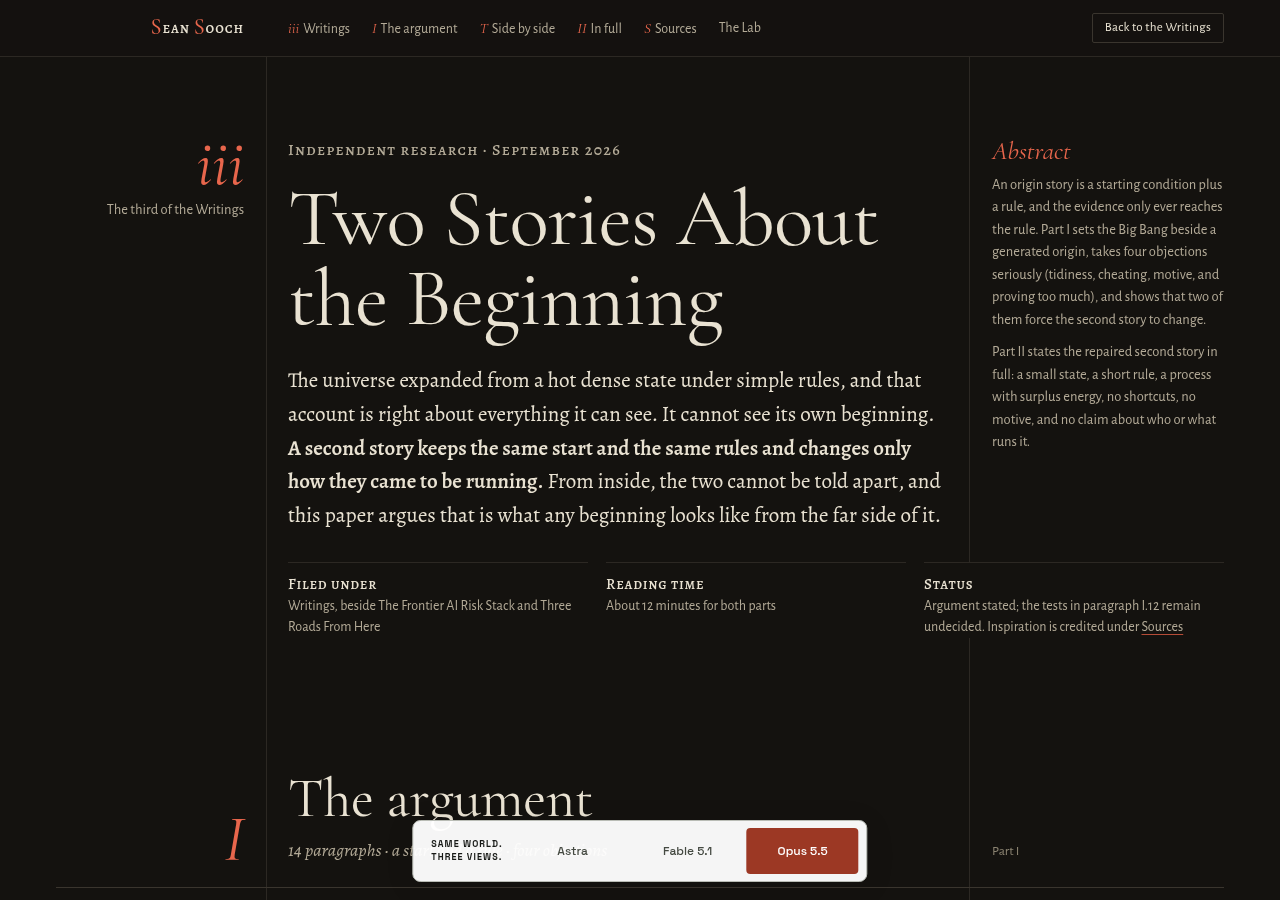 SEAN SOOCH
iii Writings
I The argument
T Side by side
II In full
S Sources
The Lab
Back to the Writings
iii
The third of the Writings
INDEPENDENT RESEARCH · SEPTEMBER 2026
Two Stories About
the Beginning
The universe expanded from a hot dense state under simple rules, and that
account is right about everything it can see. It cannot see its own beginning.
A second story keeps the same start and the same rules and changes only
how they came to be running. From inside, the two cannot be told apart, and
this paper argues that is what any beginning looks like from the far side of it.
Abstract
An origin story is a starting condition plus
a rule, and the evidence only ever reaches
the rule. Part I sets the Big Bang beside a
generated origin, takes four objections
seriously (tidiness, cheating, motive, and
proving too much), and shows that two of
them force the second story to change.
Part II states the repaired second story in
full: a small state, a short rule, a process
with surplus energy, no shortcuts, no
motive, and no claim about who or what
runs it.
FILED UNDER
Writings, beside The Frontier AI Risk Stack and Three
Roads From Here
READING TIME
About 12 minutes for both parts
STATUS
Argument stated; the tests in paragraph I.12 remain
undecided. Inspiration is credited under Sources
I
The argument
14 paragraphs · a
Part I
SAME WORLD.
THREE VIEWS.
Astra
Fable 5.1
Opus 5.5